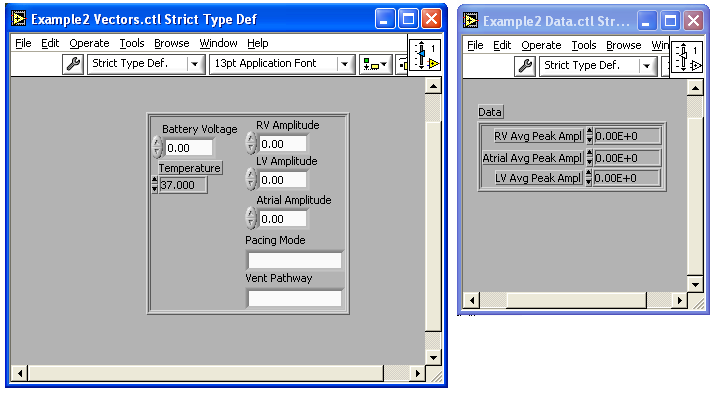 Example2 Vectors.ctl Strict Type Def
File Edit Operate Tools Browse Window Help
Strict Type Def. 13pt Application Font
1
Battery Voltage
0.00
Temperature
37.000
RV Amplitude
0.00
LV Amplitude
0.00
Atrial Amplitude
0.00
Pacing Mode
Vent Pathway
Example2 Data.ctl Str...
File Edit Operate Tools Browse Win
Strict Type Def.
1
Data
RV Avg Peak Ampl 0.00E+0
Atrial Avg Peak Ampl 0.00E+0
LV Avg Peak Ampl 0.00E+0